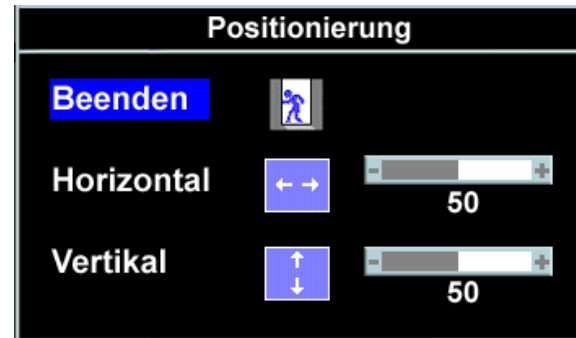 Positionierung
Beenden
Horizontal
- +
50
Vertikal
- +
50